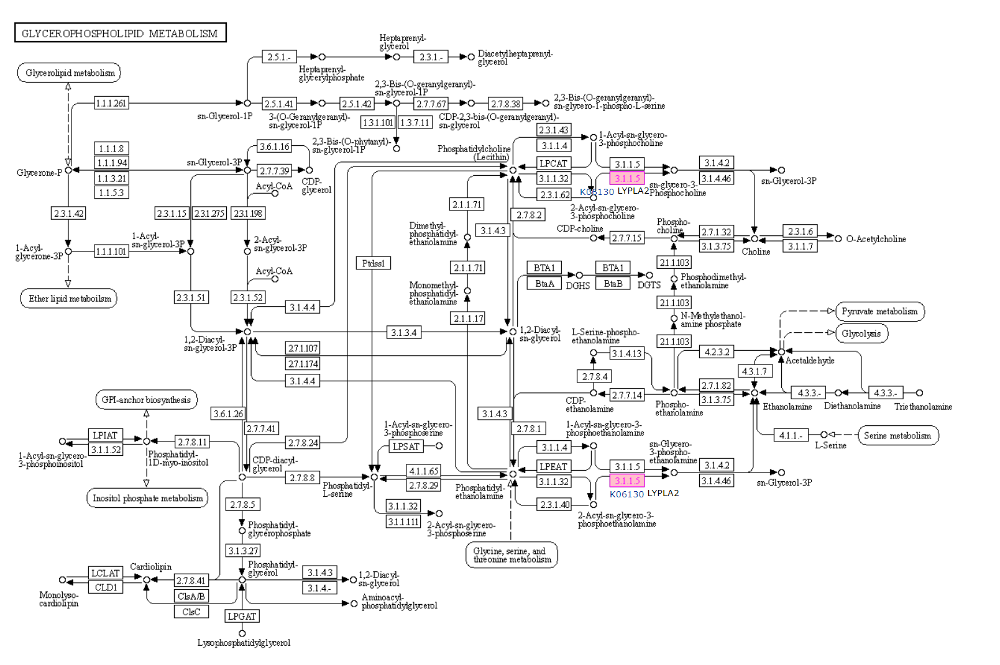 GLYCEROPHOSPHOLIPID METABOLISM
Glycerolipid metabolism
2.5.1.-
Heptaprenyl-
glycerylphosphate
Heptaprenyl-
glycerol
2.3.1.-
Diacetylheptaprenyl-
glycerol
1.1.1.261
sn-Glycerol-1P
2.5.1.41
3-(O-Geranylgeranyl)-
sn-glycerol-1P
2.5.1.42
2,3-Bis-(O-geranylgeranyl)-
sn-glycerol-1P
2.7.7.67
CDP-2,3-bis-(O-geranylgeranyl)-
sn-glycerol
2.7.8.38
2,3-Bis-(O-geranylgeranyl)-
sn-glycero-1-phospho-L-serine
1.3.1.101
1.3.7.11
2,3-Bis-(O-phytanyl)-
sn-glycerol-1P
Glycerone-P
1.1.1.8
1.1.1.94
1.1.3.21
1.1.5.3
sn-Glycerol-3P
3.6.1.16
2.7.7.39
CDP-
glycerol
Acyl-CoA
2.3.1.42
2.3.1.15
2.3.1.275
2.3.1.198
1-Acyl-
glycerone-3P
1.1.1.101
1-Acyl-
sn-glycerol-3P
2-Acyl-
sn-glycerol-3P
Acyl-CoA
Ether lipid metaboilsm
2.3.1.51
2.3.1.52
3.1.4.4
1,2-Diacyl-
sn-glycerol-3P
3.1.3.4
1,2-Diacyl-
sn-glycerol
2.7.1.107
2.7.1.174
3.1.4.4
Phosphatidylcholine
(Lecithin)
2.3.1.43
3.1.1.4
1-Acyl-sn-glycero-
3-phosphocholine
LPCAT
3.1.1.32
2.3.1.62
3.1.1.5
3.1.1.5
K06130 LYPLA2
2-Acyl-sn-glycero-
3-phosphocholine
sn-glycero-3-
Phosphocholine
3.1.4.2
3.1.4.46
sn-Glycerol-3P
2.1.1.71
Dimethyl-
phosphatidyl-
ethanolamine
3.1.4.3
2.7.8.2
CDP-choline
2.7.7.15
Phospho-
choline
2.7.1.32
3.1.3.75
Choline
2.3.1.6
3.1.1.7
O-Acetylcholine
Ptdss1
2.1.1.71
Monomethyl-
phosphatidyl-
ethanolamine
2.1.1.17
BTA1
BtaA
DGHS
BTA1
BtaB
DGTS
2.1.1.103
Phosphodimethyl-
ethanolamine
2.1.1.103
N-Methylethanol-
amine phosphate
2.1.1.103
Pyruvate metabolism
Glycolysis
L-Serine-phospho-
ethanolamine
3.1.4.13
4.2.3.2
Acetaldehyde
2.7.8.4
4.3.1.7
CDP-
ethanolamine
2.7.7.14
Phospho-
ethanolamine
2.7.1.82
3.1.3.75
Ethanolamine
4.3.3.-
Diethanolamine
4.3.3.-
Triethanolamine
4.1.1.-
L-Serine
Serine metabolism
GPI-anchor biosynthesis
3.6.1.26
2.7.7.41
3.1.4.3
2.7.8.1
LPIAT
3.1.1.52
1-Acyl-sn-glycero-
3-phosphoinositol
Phosphatidyl-
1D-myo-inositol
2.7.8.11
2.7.8.24
1-Acyl-sn-glycero-
3-phosphoserine
LPSAT
CDP-diacyl-
glycerol
2.7.8.8
Phosphatidyl-
L-serine
4.1.1.65
2.7.8.29
Phosphatidyl-
ethanolamine
1-Acyl-sn-glycero-3-
phosphoethanolamine
3.1.1.4
LPEAT
3.1.1.32
2.3.1.40
3.1.1.5
3.1.1.5
K06130 LYPLA2
sn-Glycero-
3-phospho-
ethanolamine
3.1.4.2
3.1.4.46
sn-Glycerol-3P
2-Acyl-sn-glycero-3-
phosphoethanolamine
Inositol phosphate metabolism
2.7.8.5
3.1.1.32
3.1.1.111
2-Acyl-sn-glycero-
3-phosphoserine
Phosphatidyl-
glycerophosphate
3.1.3.27
Glycine, serine, and
threonine metabolism
Phosphatidyl-
glycerol
Cardiolipin
LCLAT
CLD1
Monolyso-
cardiolipin
2.7.8.41
ClsA/B
ClsC
3.1.4.3
3.1.4.-
1,2-Diacyl-
sn-glycerol
Aminoacyl-
phosphatidylglycerol
LPGAT
Lysophosphatidylglycerol